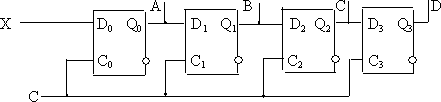 A B C D
X D0 Q0 D1 Q1 D2 Q2 D3 Q3
C0 C1 C2 C3
C